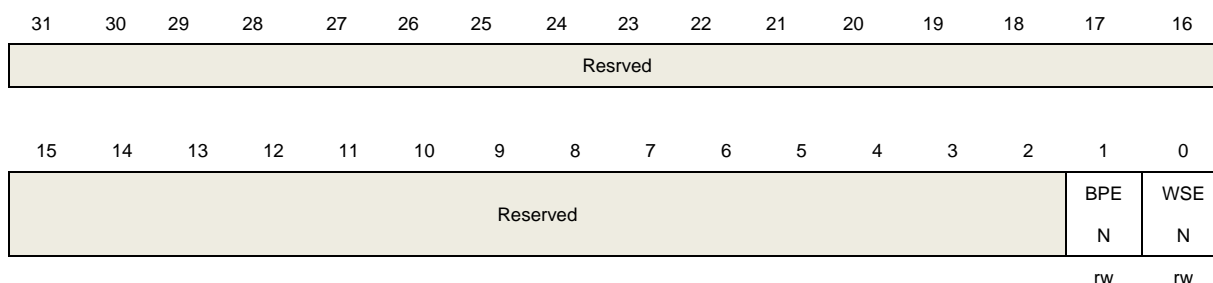 31 30 29 28 27 26 25 24 23 22 21 20 19 18 17 16
Resrved
15 14 13 12 11 10 9 8 7 6 5 4 3 2 1 0
Reserved
BPE WSE
N N
rw rw